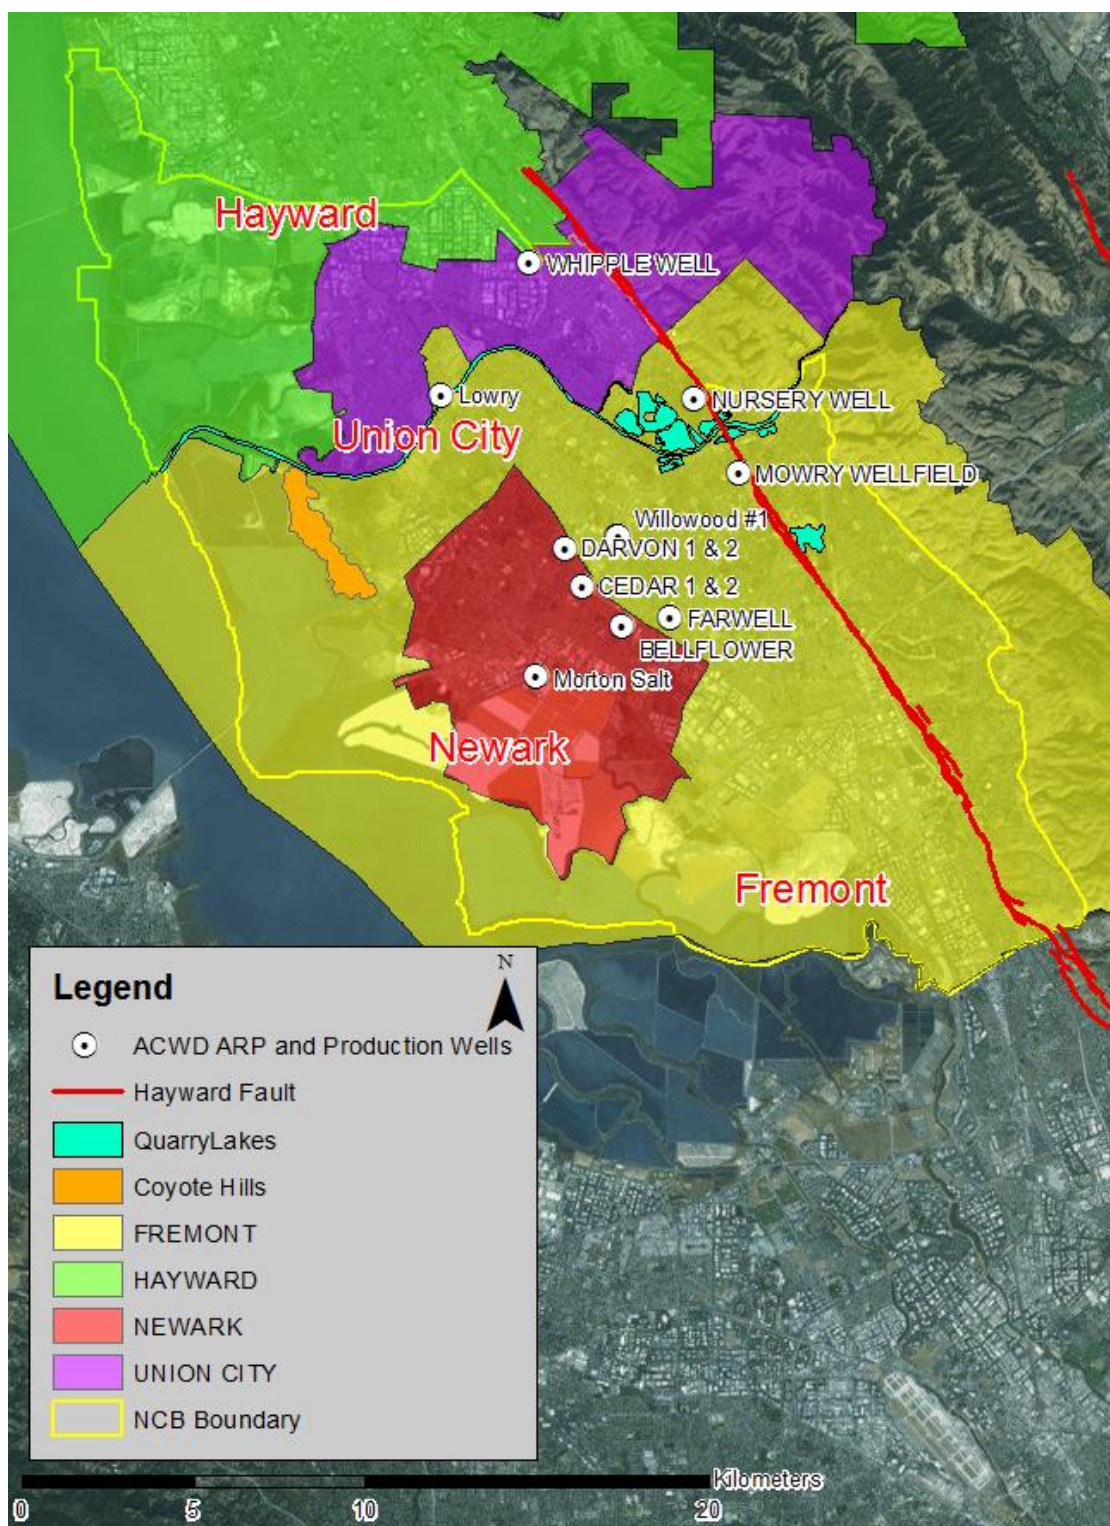 Hayward
WHIPPLE WELL
Lowry
NURSERY WELL
Union City
MOWRY WELLFIELD
Willowood #1
DARVON 1 & 2
CEDAR 1 & 2
FARWELL
BELLFLOWER
Morton Salt
Newark
Fremont
Legend
N
ACWD ARP and Production Wells
Hayward Fault
QuarryLakes
Coyote Hills
FREMONT
HAYWARD
NEWARK
UNION CITY
NCB Boundary
Kilometers
0 5 10 20